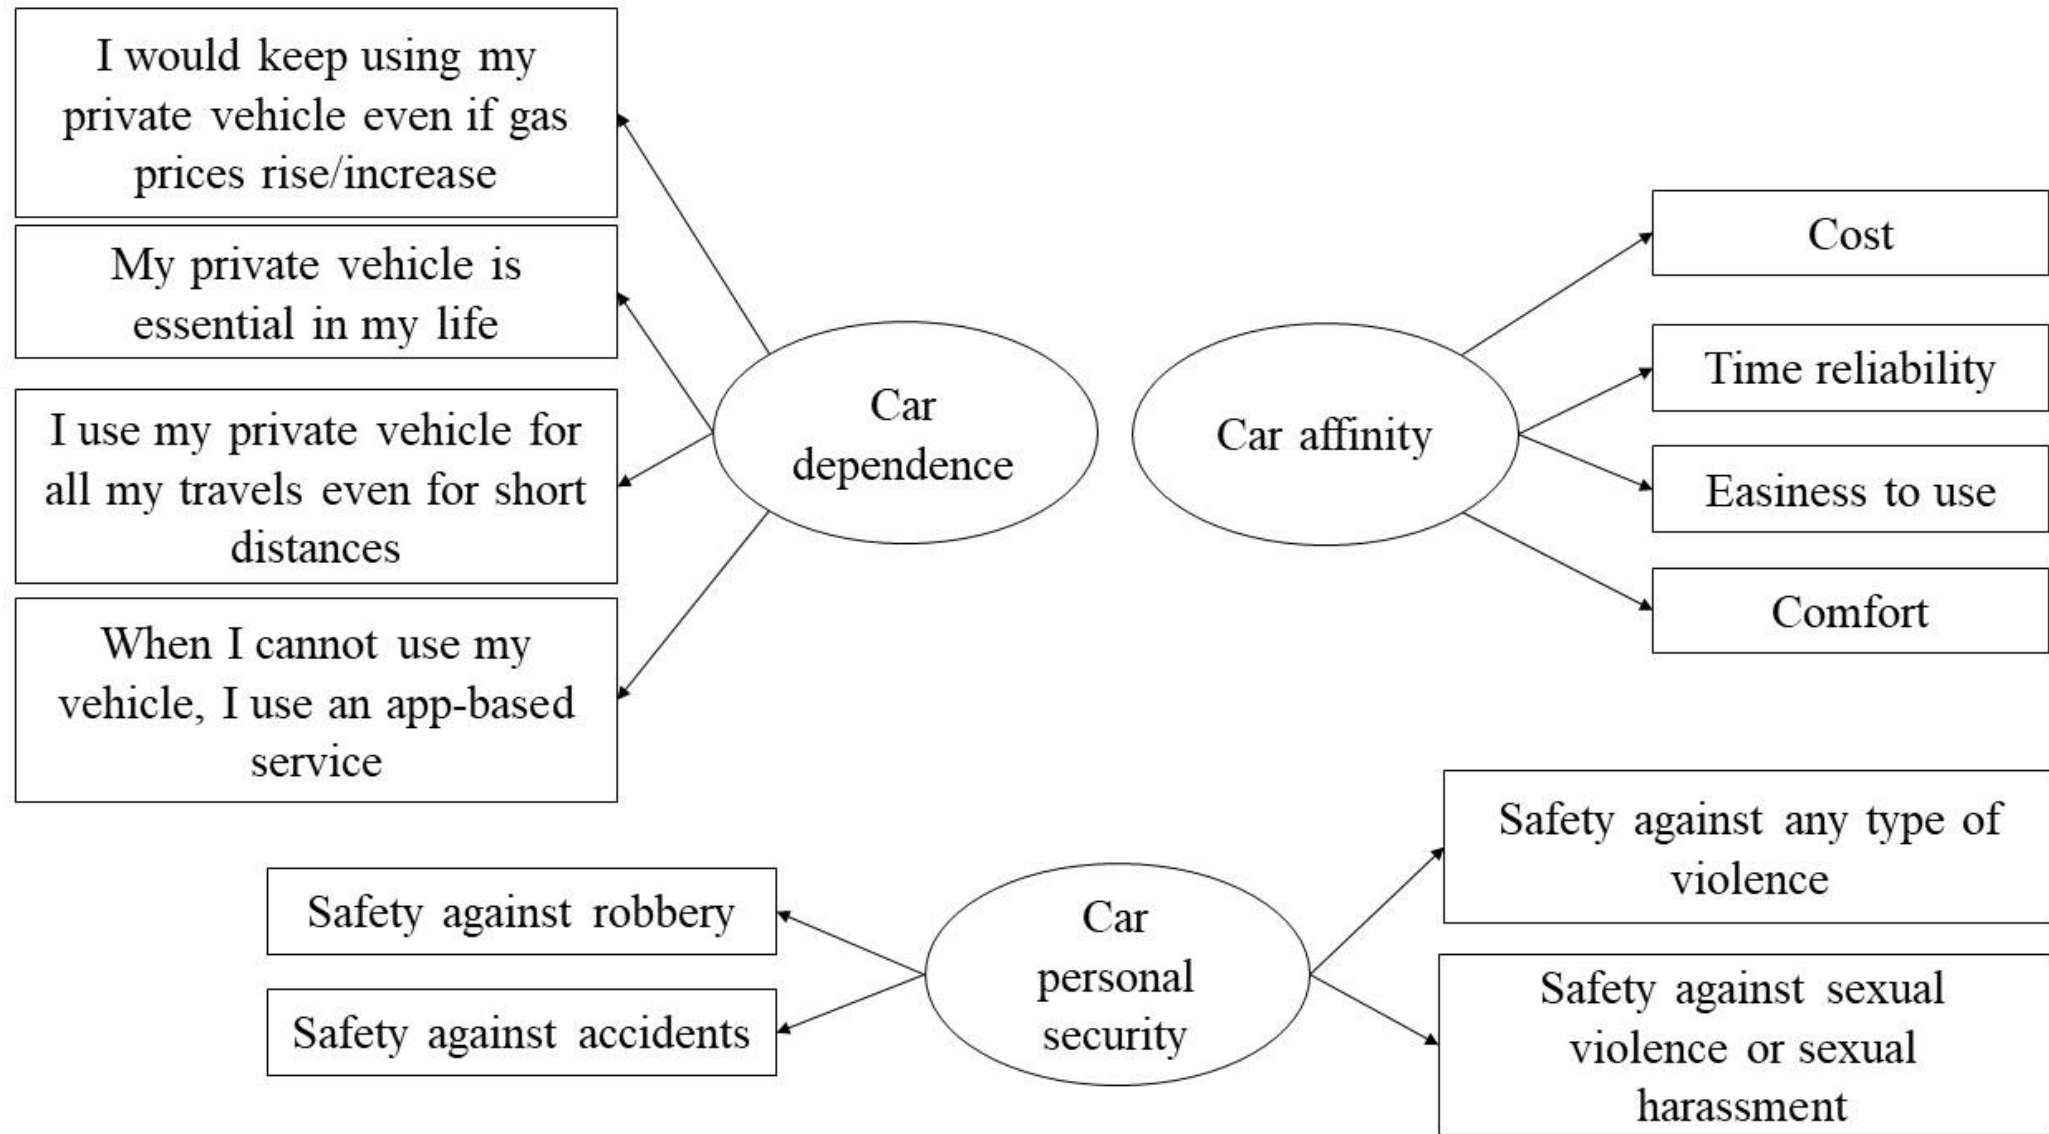 I would keep using my
private vehicle even if gas
prices rise/increase
My private vehicle is
essential in my life
I use my private vehicle for
all my travels even for short
distances
When I cannot use my
vehicle, I use an app-based
service
Car
dependence
Car affinity
Cost
Time reliability
Easiness to use
Comfort
Safety against robbery
Safety against accidents
Car
personal
security
Safety against any type of
violence
Safety against sexual
violence or sexual
harassment